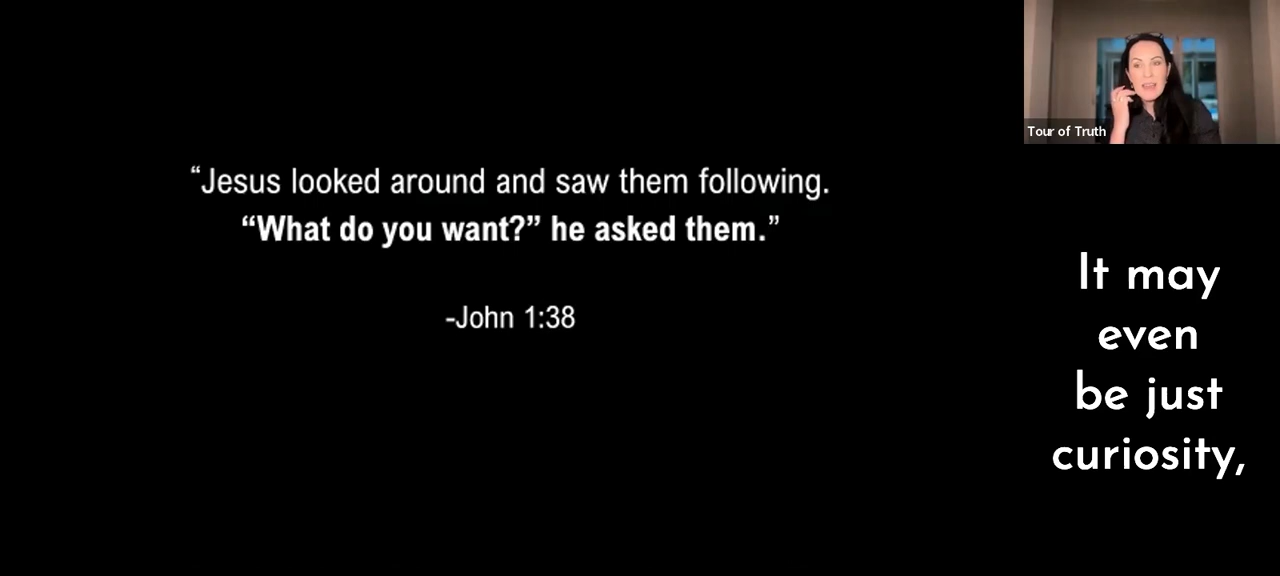 “Jesus looked around and saw them following.
“What do you want?” he asked them.”
-John 1:38
Tour of Truth
It may
even
be just
curiosity,